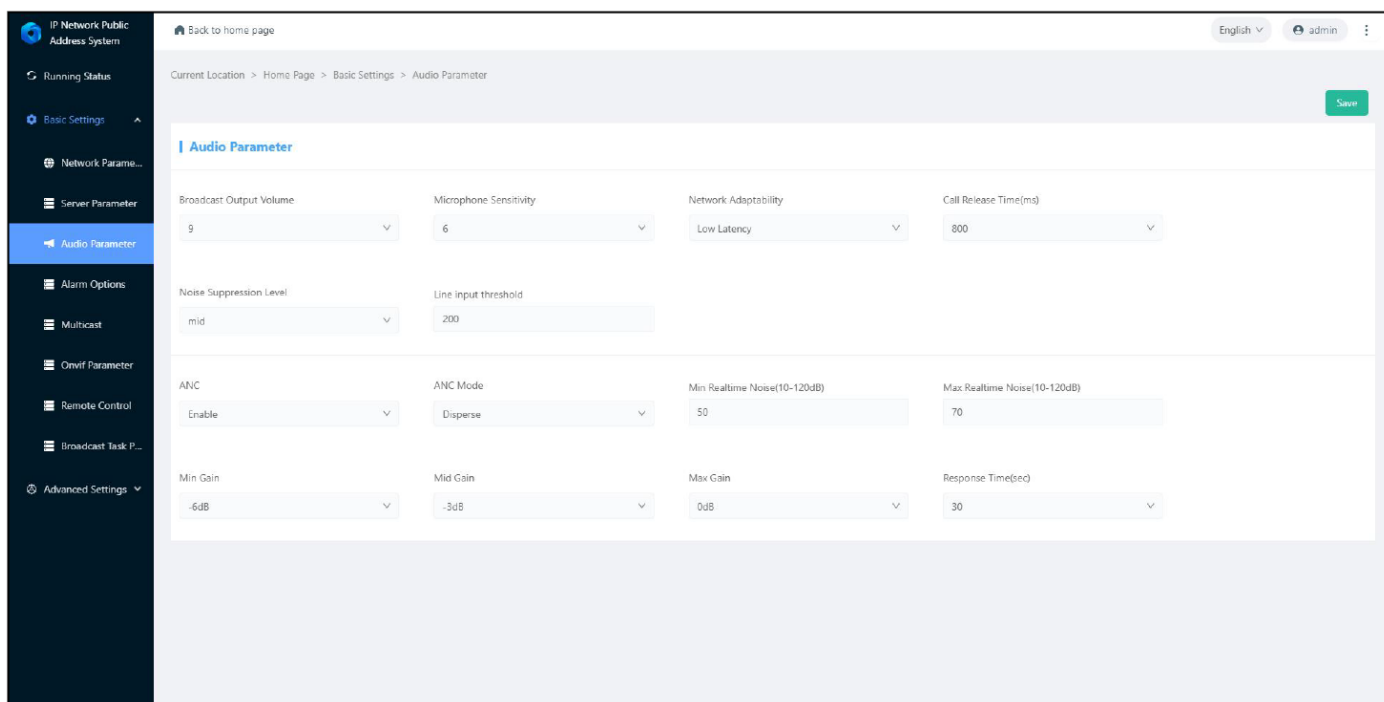 IP Network Public
Address System
Back to home page
English
admin
Running Status
Current Location > Home Page > Basic Settings > Audio Parameter
Save
Basic Settings
Network Parame...
Server Parameter
Audio Parameter
Alarm Options
Multicast
Onvif Parameter
Remote Control
Broadcast Task P...
Advanced Settings
Audio Parameter
Broadcast Output Volume
9
Microphone Sensitivity
6
Network Adaptability
Low Latency
Call Release Time(ms)
800
Noise Suppression Level
mid
Line input threshold
200
ANC
Enable
ANC Mode
Disperse
Min Realtime Noise(10-120dB)
50
Max Realtime Noise(10-120dB)
70
Min Gain
-6dB
Mid Gain
-3dB
Max Gain
0dB
Response Time(sec)
30